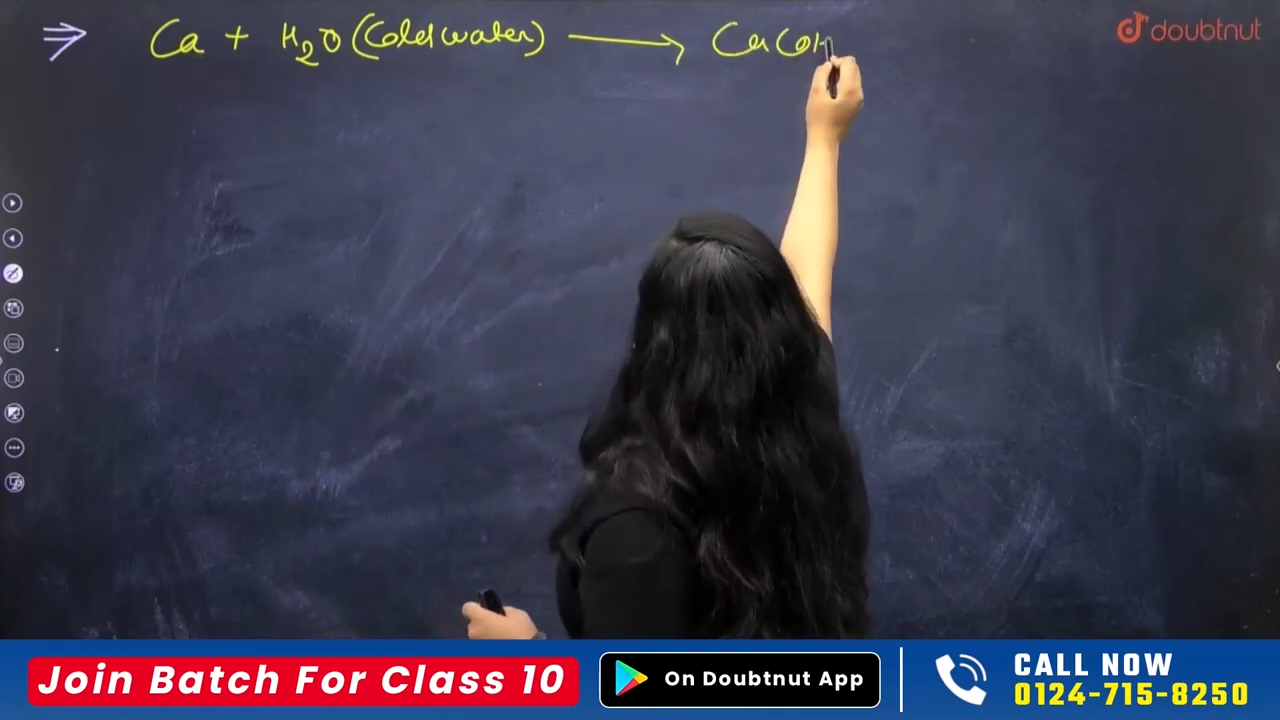 ⇒ Ca + H₂O (Cold water) ⟶ Ca(OH
doubtnut
Join Batch For Class 10
On Doubtnut App
CALL NOW
0124-715-8250